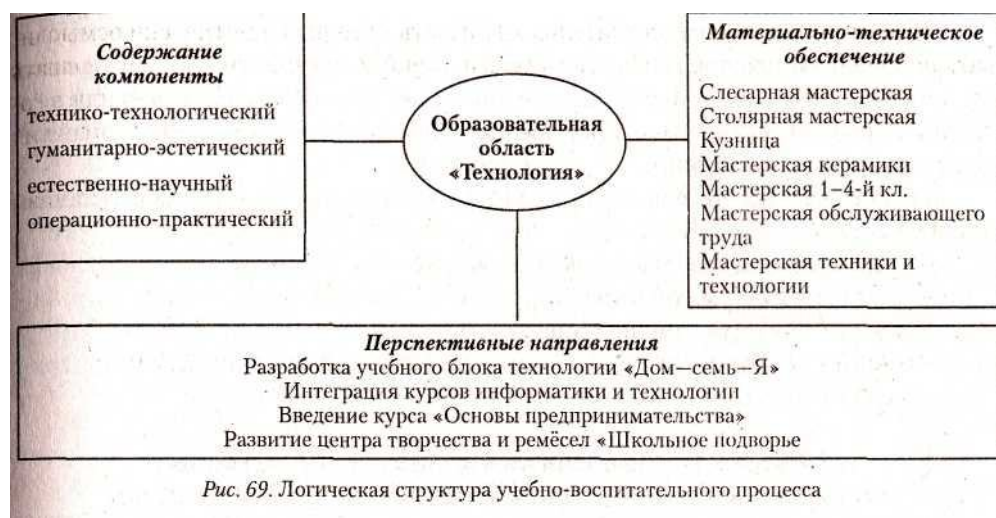 Содержание
компоненты
технико-технологический
гуманитарно-эстетический
естественно-научный
операционно-практический
Образовательная
область
«Технология»
Материально-техническое
обеспечение
Слесарная мастерская
Столярная мастерская
Кузница
Мастерская керамики
Мастерская 1–4-й кл.
Мастерская обслуживающего
труда
Мастерская техники и
технологии
Перспективные направления
Разработка учебного блока технологии «Дом—семь—Я»
Интеграция курсов информатики и технологии
Введение курса «Основы предпринимательства»
Развитие центра творчества и ремёсел «Школьное подворье
Рис. 69. Логическая структура учебно-воспитательного процесса